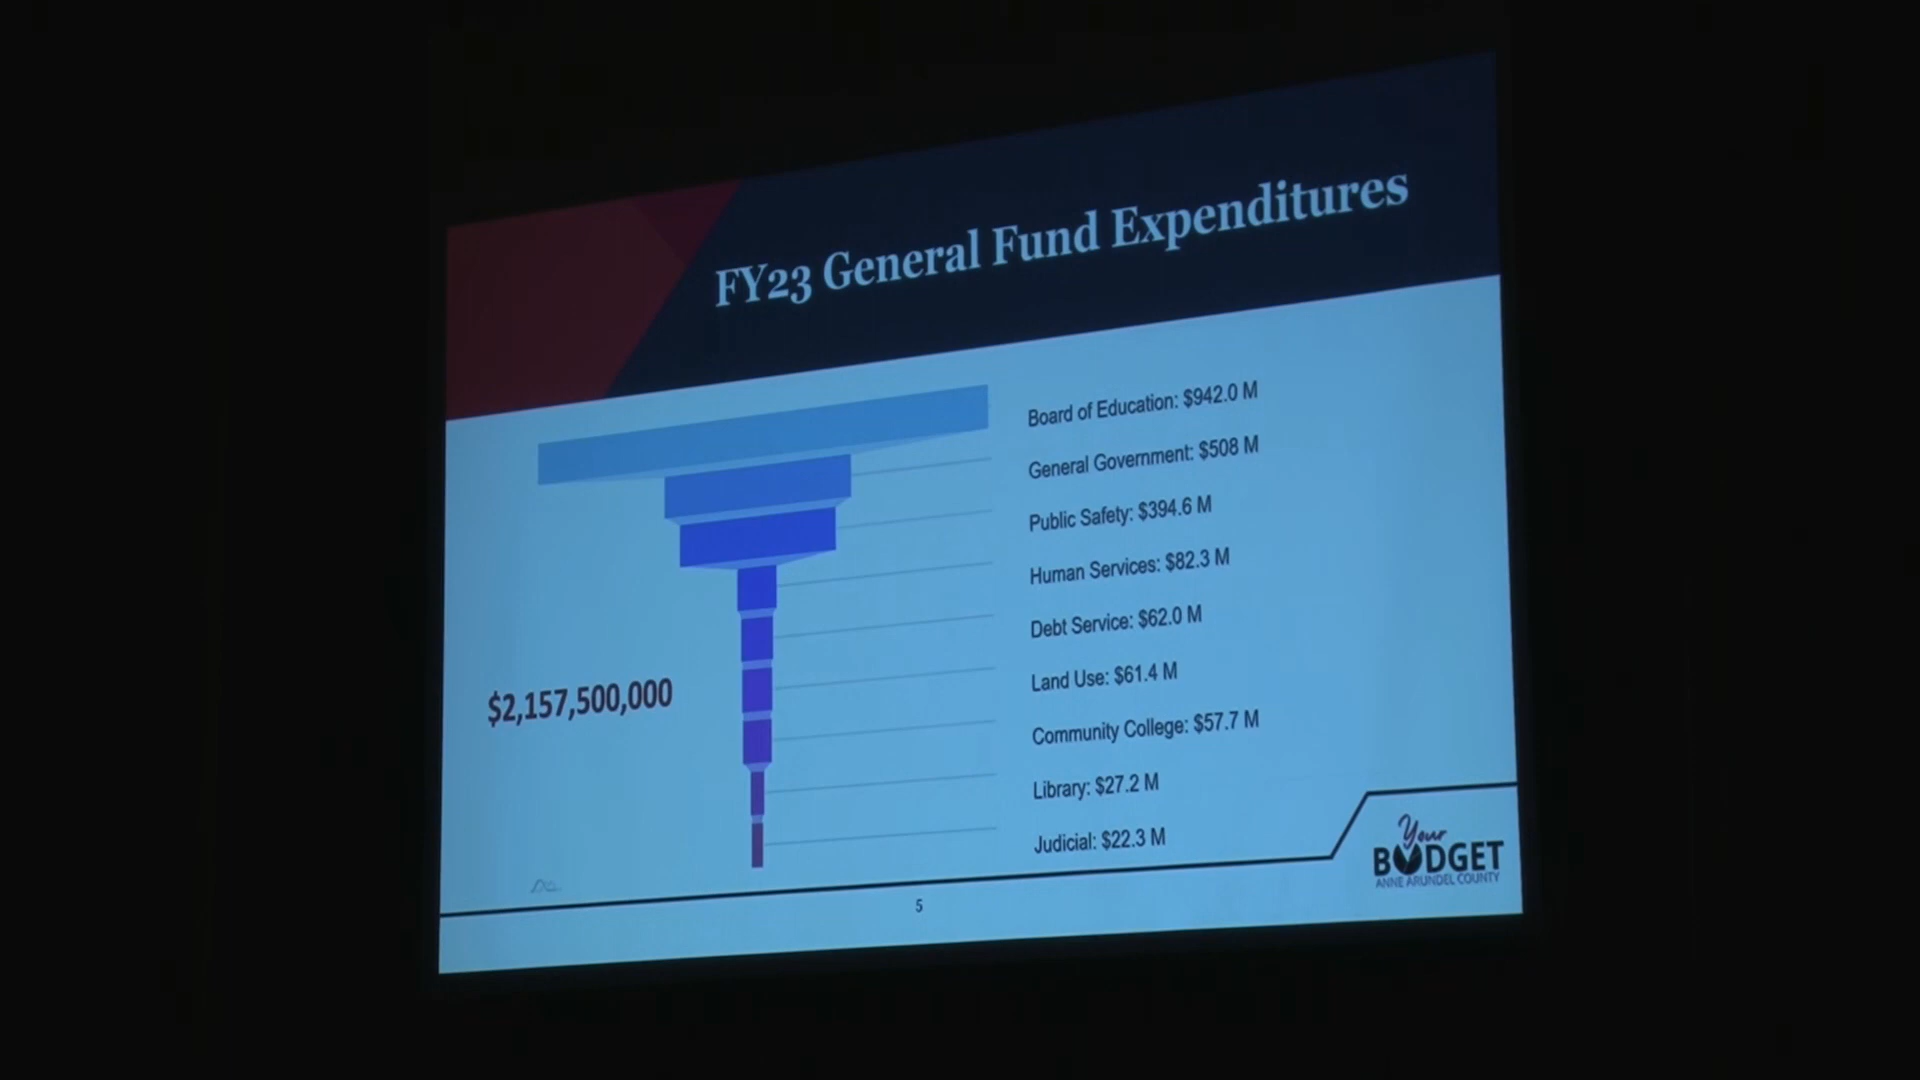 FY23 General Fund Expenditures
Board of Education: $942.0 M
General Government: $508 M
Public Safety: $394.6 M
Human Services: $82.3 M
Debt Service: $62.0 M
Land Use: $61.4 M
$2,157,500,000
Community College: $57.7 M
Library: $27.2 M
Judicial: $22.3 M
Your
BUDGET
ANNE ARUNDEL COUNTY
5